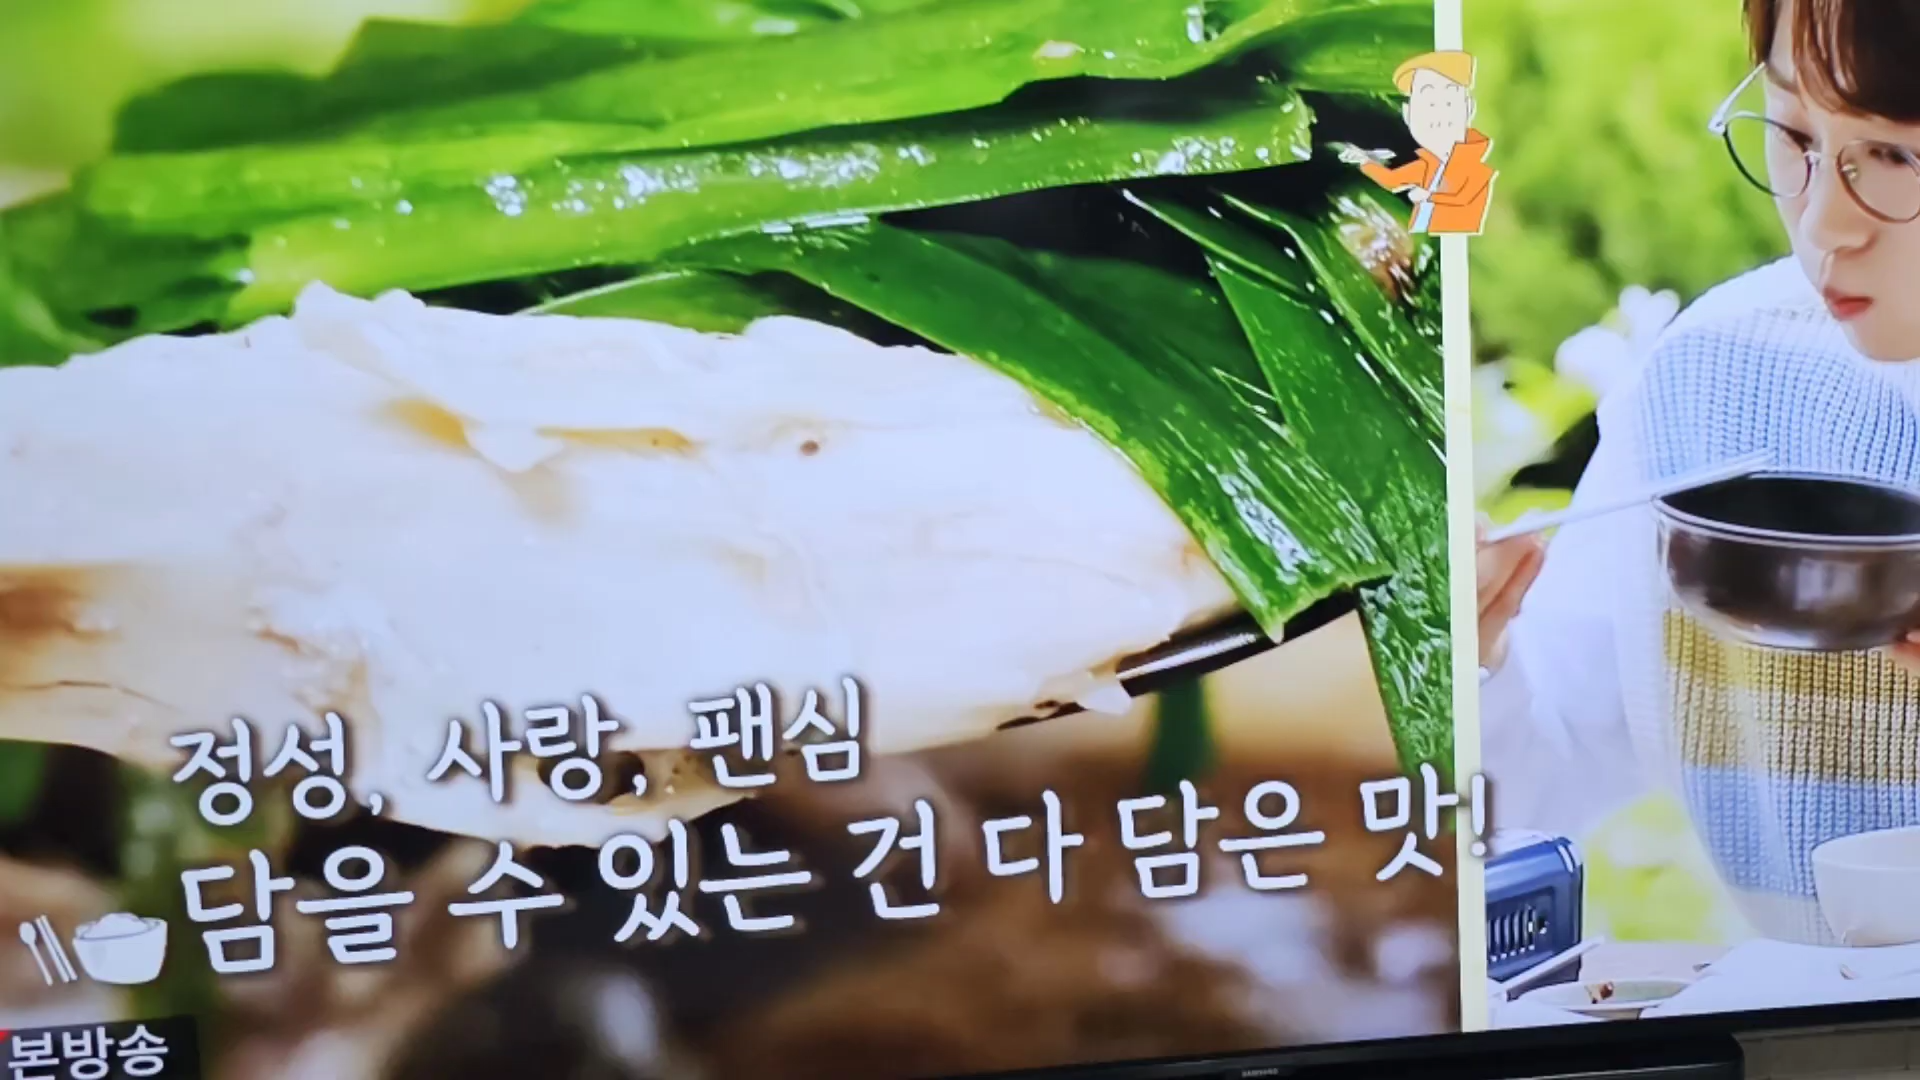 정성, 사랑, 팬심
담을 수 있는 건 다 담은 맛!
본방송
SAMSUNG